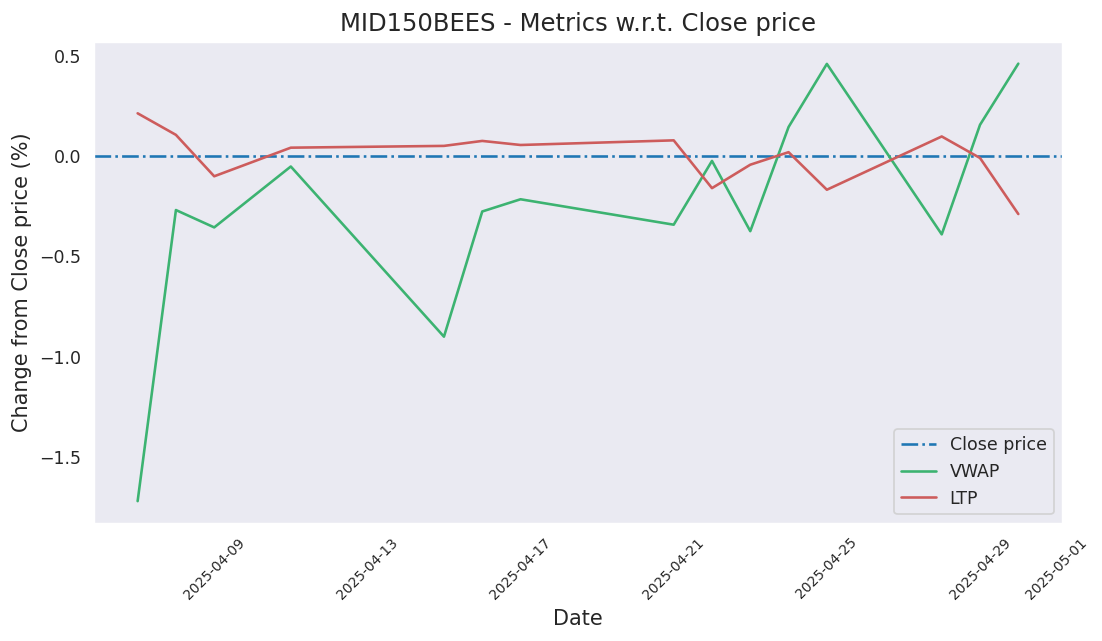 MID150BEES - Metrics w.r.t. Close price
Change from Close price (%)
0.5
0.0
−0.5
−1.0
−1.5
Close price
VWAP
LTP
2025-04-09
2025-04-13
2025-04-17
2025-04-21
2025-04-25
2025-04-29
2025-05-01
Date